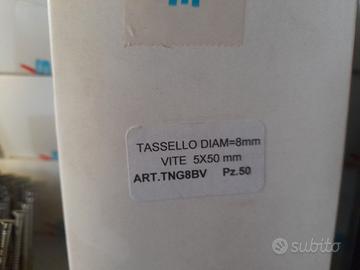 TASSELLO DIAM=8mm
VITE 5X50 mm
ART.TNG8BV Pz.50
subito